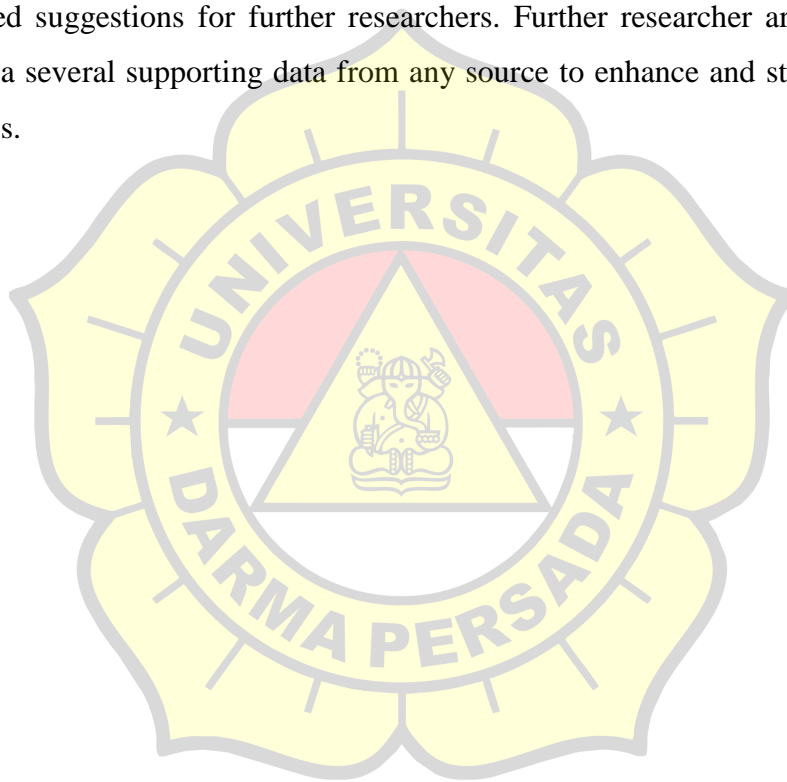 ed suggestions for further researchers. Further researcher ar
a several supporting data from any source to enhance and st
s.
UNIVERSITAS
DARMA PERSADA